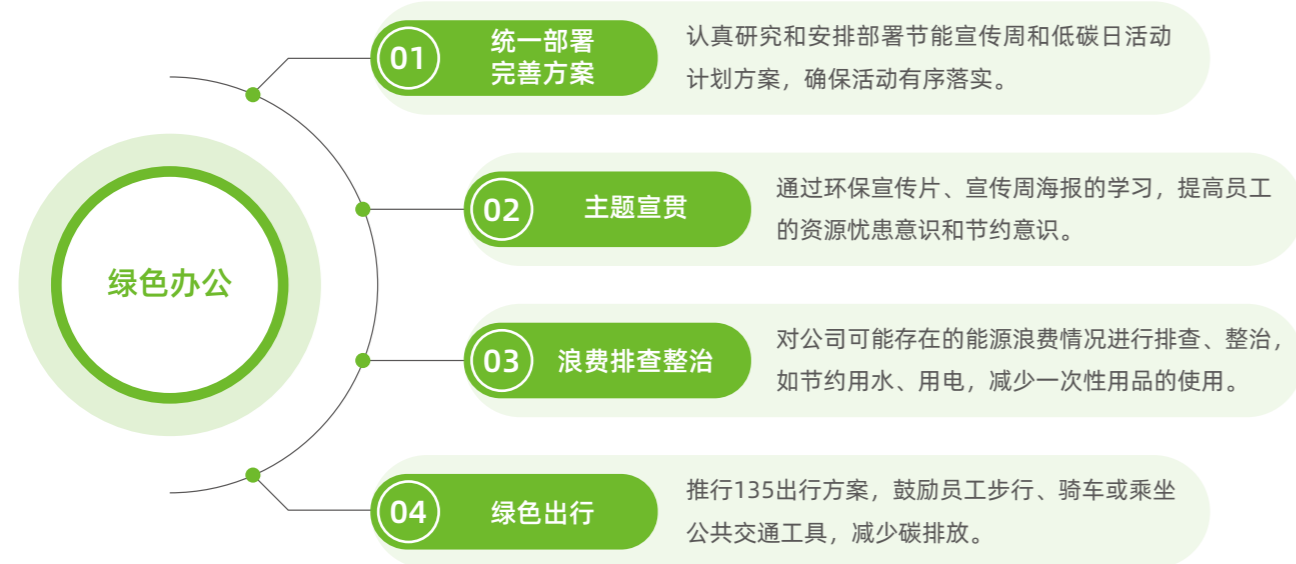 绿色办公
01
统一部署
完善方案
认真研究和安排部署节能宣传周和低碳日活动
计划方案，确保活动有序落实。
02
主题宣贯
通过环保宣传片、宣传周海报的学习，提高员工
的资源忧患意识和节约意识。
03
浪费排查整治
对公司可能存在的能源浪费情况进行排查、整治，
如节约用水、用电，减少一次性用品的使用。
04
绿色出行
推行135出行方案，鼓励员工步行、骑车或乘坐
公共交通工具，减少碳排放。